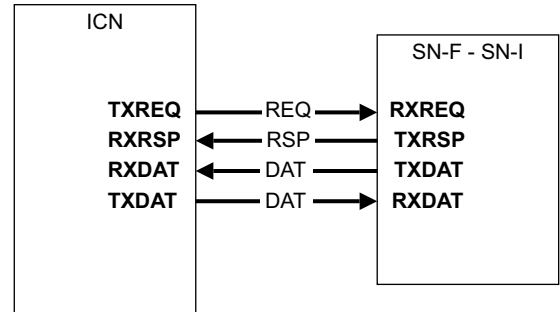 ICN
SN-F - SN-I
TXREQ REQ RXREQ
RXRSP RSP TXRSP
RXDAT DAT TXDAT
TXDAT DAT RXDAT